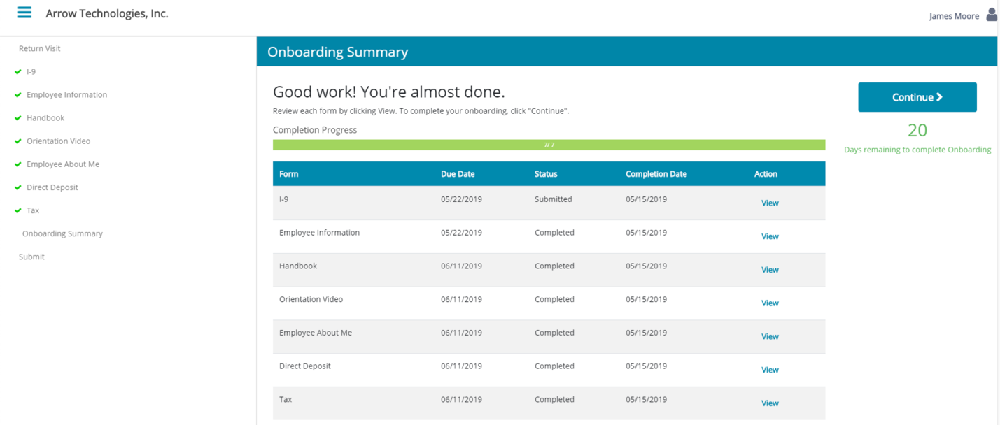 Arrow Technologies, Inc.
James Moore
Return Visit
I-9
Employee Information
Handbook
Orientation Video
Employee About Me
Direct Deposit
Tax
Onboarding Summary
Submit
Onboarding Summary
Good work! You're almost done.
Review each form by clicking View. To complete your onboarding, click "Continue".
Completion Progress
7/ 7
Continue
20
Days remaining to complete Onboarding
Form Due Date Status Completion Date Action
I-9 05/22/2019 Submitted 05/15/2019 View
Employee Information 05/22/2019 Completed 05/15/2019 View
Handbook 06/11/2019 Completed 05/15/2019 View
Orientation Video 06/11/2019 Completed 05/15/2019 View
Employee About Me 06/11/2019 Completed 05/15/2019 View
Direct Deposit 06/11/2019 Completed 05/15/2019 View
Tax 06/11/2019 Completed 05/15/2019 View